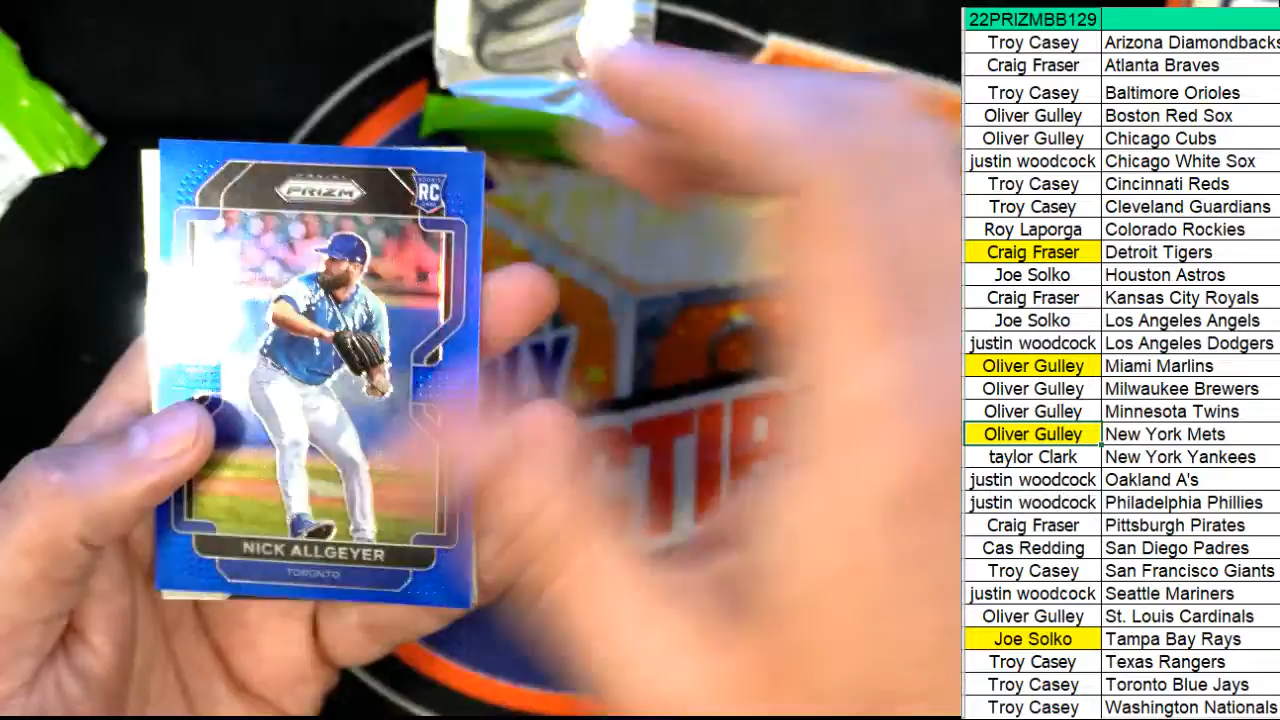 PANINI
PRIZM
RC
NICK ALLGEYER
TORONTO
22PRIZMBB129
Troy Casey Arizona Diamondbacks
Craig Fraser Atlanta Braves
Troy Casey Baltimore Orioles
Oliver Gulley Boston Red Sox
Oliver Gulley Chicago Cubs
justin woodcock Chicago White Sox
Troy Casey Cincinnati Reds
Troy Casey Cleveland Guardians
Roy Laporga Colorado Rockies
Craig Fraser Detroit Tigers
Joe Solko Houston Astros
Craig Fraser Kansas City Royals
Joe Solko Los Angeles Angels
justin woodcock Los Angeles Dodgers
Oliver Gulley Miami Marlins
Oliver Gulley Milwaukee Brewers
Oliver Gulley Minnesota Twins
Oliver Gulley New York Mets
taylor Clark New York Yankees
justin woodcock Oakland A's
justin woodcock Philadelphia Phillies
Craig Fraser Pittsburgh Pirates
Cas Redding San Diego Padres
Troy Casey San Francisco Giants
justin woodcock Seattle Mariners
Oliver Gulley St. Louis Cardinals
Joe Solko Tampa Bay Rays
Troy Casey Texas Rangers
Troy Casey Toronto Blue Jays
Troy Casey Washington Nationals